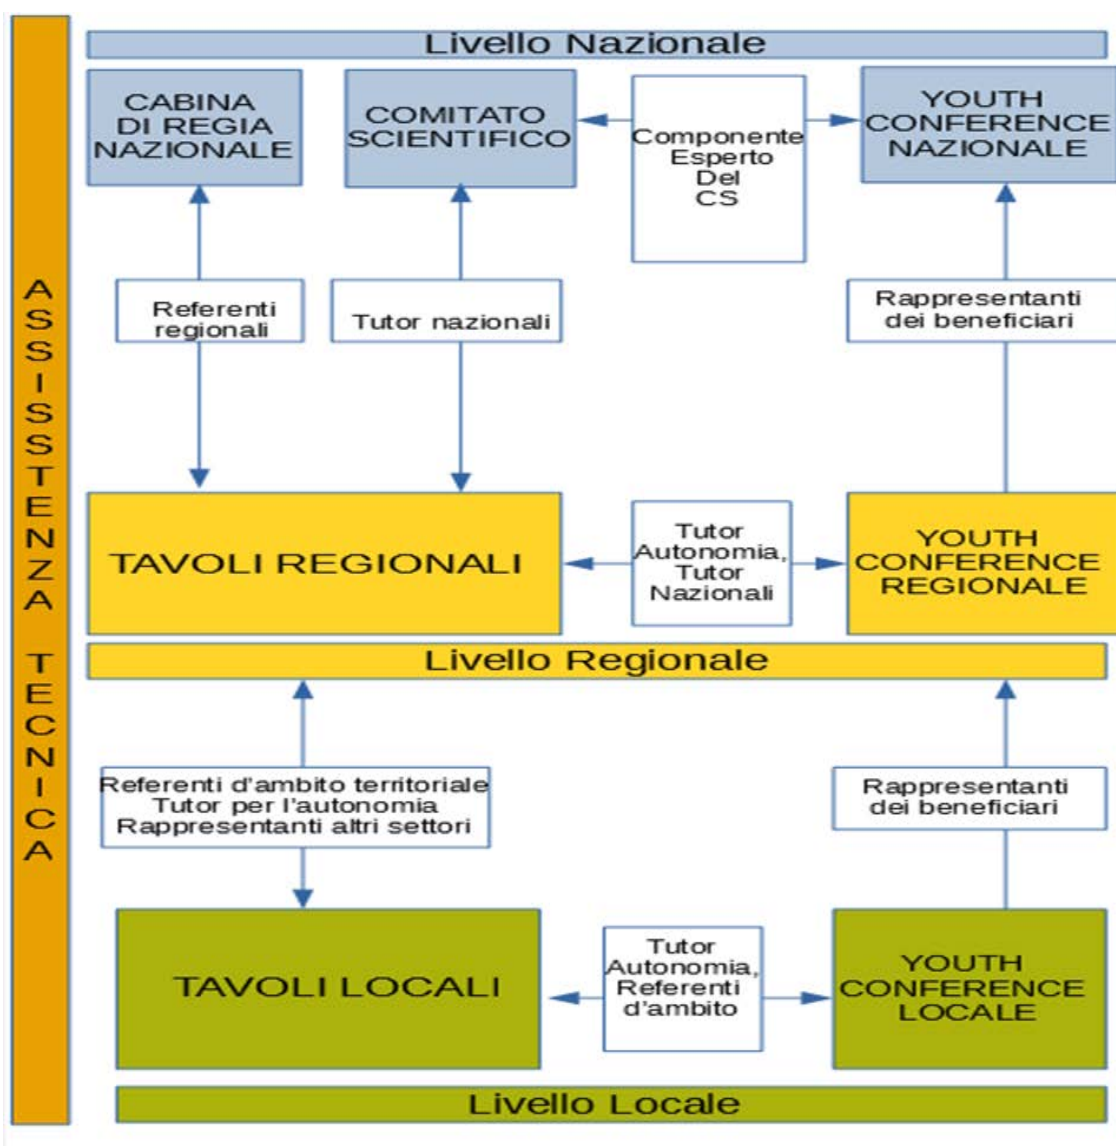 ASSISSTENZA TECNICA
Livello Nazionale
CABINA
DI REGIA
NAZIONALE
COMITATO
SCIENTIFICO
Componente
Esperto
Del
CS
YOUTH
CONFERENCE
NAZIONALE
Referenti
regionali
Tutor nazionali
Rappresentanti
dei beneficiari
TAVOLI REGIONALI
Tutor
Autonomia,
Tutor
Nazionali
YOUTH
CONFERENCE
REGIONALE
Livello Regionale
Referenti d'ambito territoriale
Tutor per l'autonomia
Rappresentanti altri settori
Rappresentanti
dei beneficiari
TAVOLI LOCALI
Tutor
Autonomia,
Referenti
d'ambito
YOUTH
CONFERENCE
LOCALE
Livello Locale